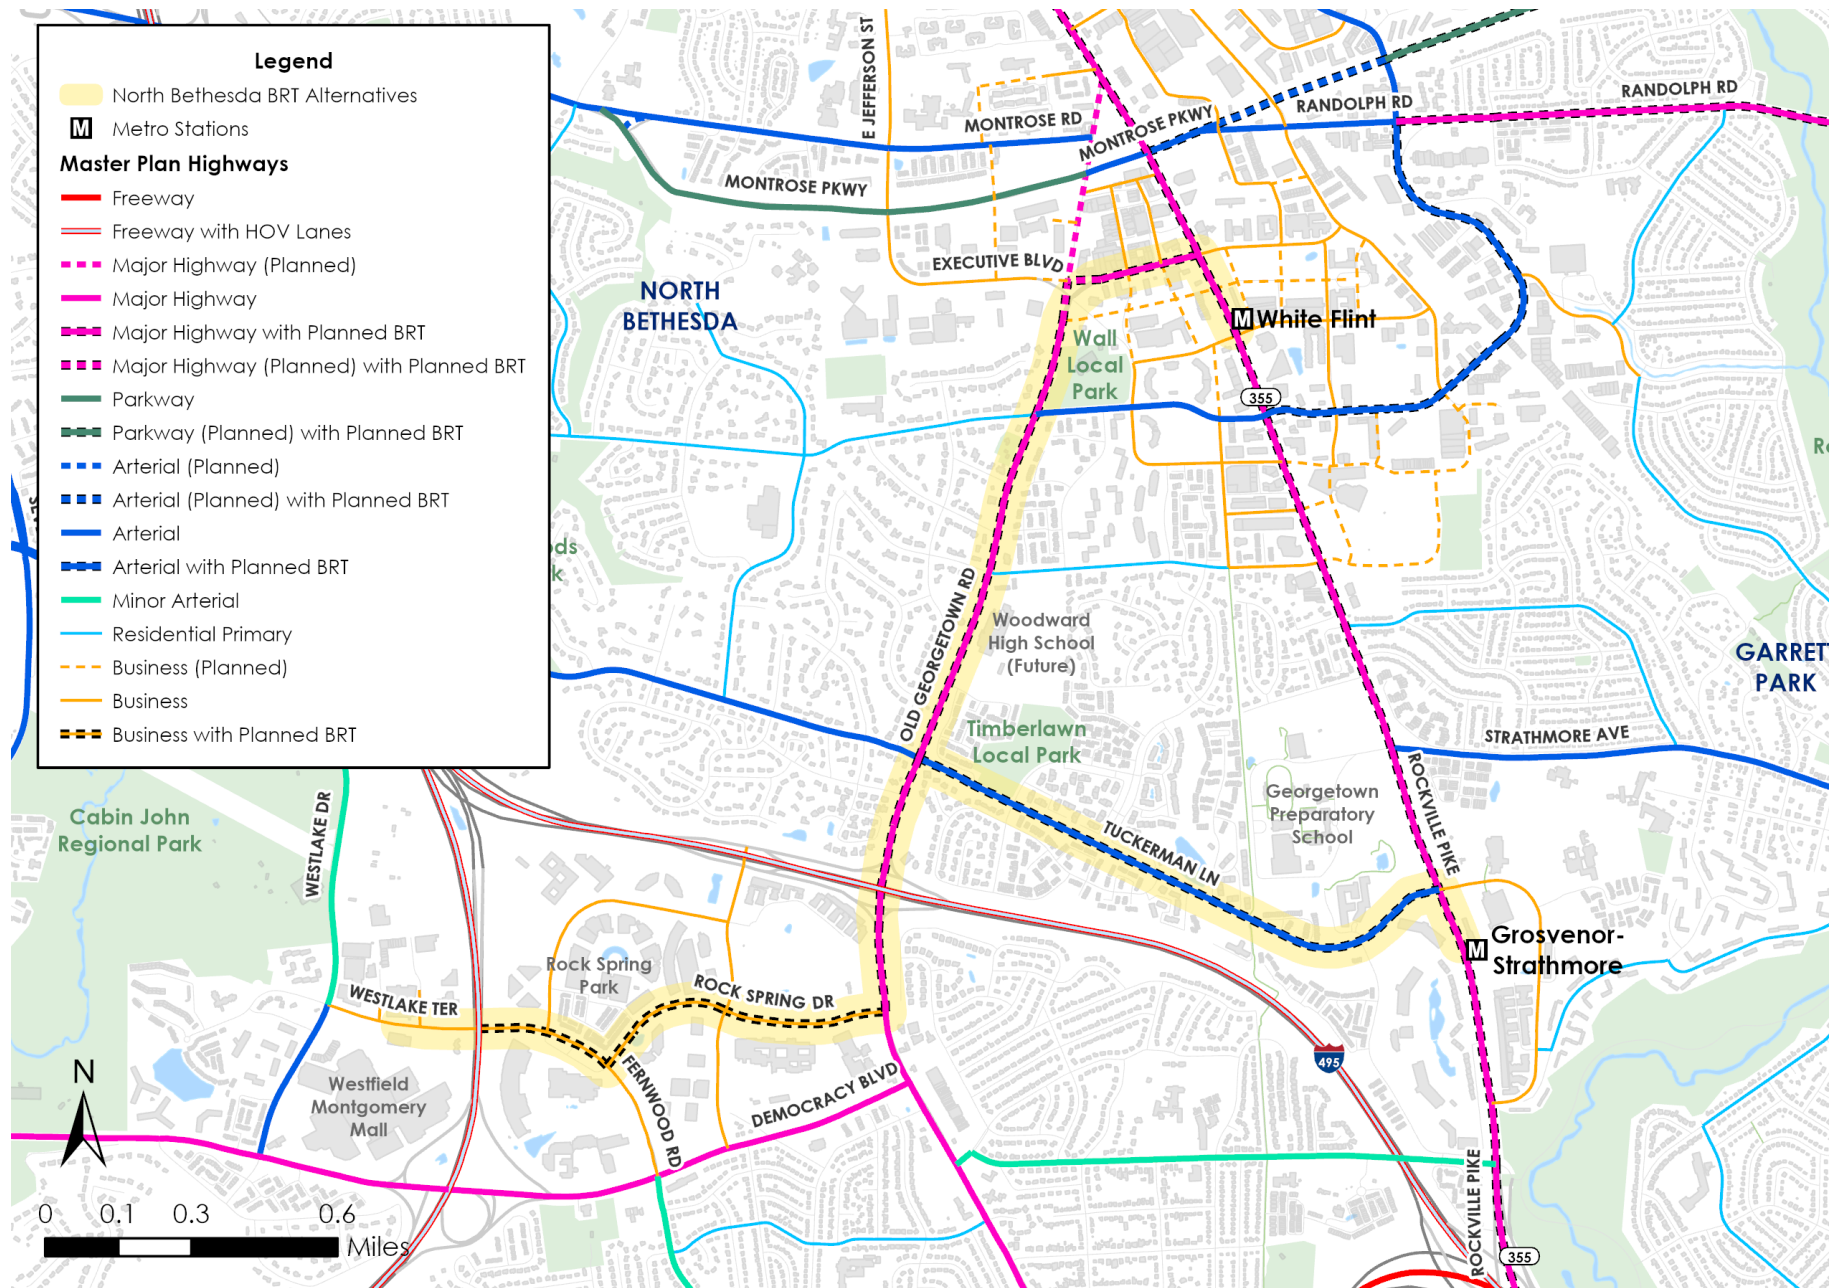 Legend
North Bethesda BRT Alternatives
M Metro Stations
Master Plan Highways
Freeway
Freeway with HOV Lanes
Major Highway (Planned)
Major Highway
Major Highway with Planned BRT
Major Highway (Planned) with Planned BRT
Parkway
Parkway (Planned) with Planned BRT
Arterial (Planned)
Arterial (Planned) with Planned BRT
Arterial
Arterial with Planned BRT
Minor Arterial
Residential Primary
Business (Planned)
Business
Business with Planned BRT
E JEFFERSON ST
MONTROSE RD
MONTROSE PKWY
RANDOLPH RD
RANDOLPH RD
MONTROSE PKWY
EXECUTIVE BLVD
NORTH
BETHESDA
M White Flint
Wall
Local
Park
355
OLD GEORGETOWN RD
Woodward
High School
(Future)
GARRET
PARK
Timberlawn
Local Park
STRATHMORE AVE
ROCKVILLE PIKE
Georgetown
Preparatory
School
TUCKERMAN LN
Cabin John
Regional Park
WESTLAKE DR
Grosvenor-
M Strathmore
Rock Spring
Park
ROCK SPRING DR
WESTLAKE TER
FERNWOOD RD
495
Westfield
Montgomery
Mall
DEMOCRACY BLVD
N
ROCKVILLE PIKE
355
0 0.1 0.3 0.6
Miles